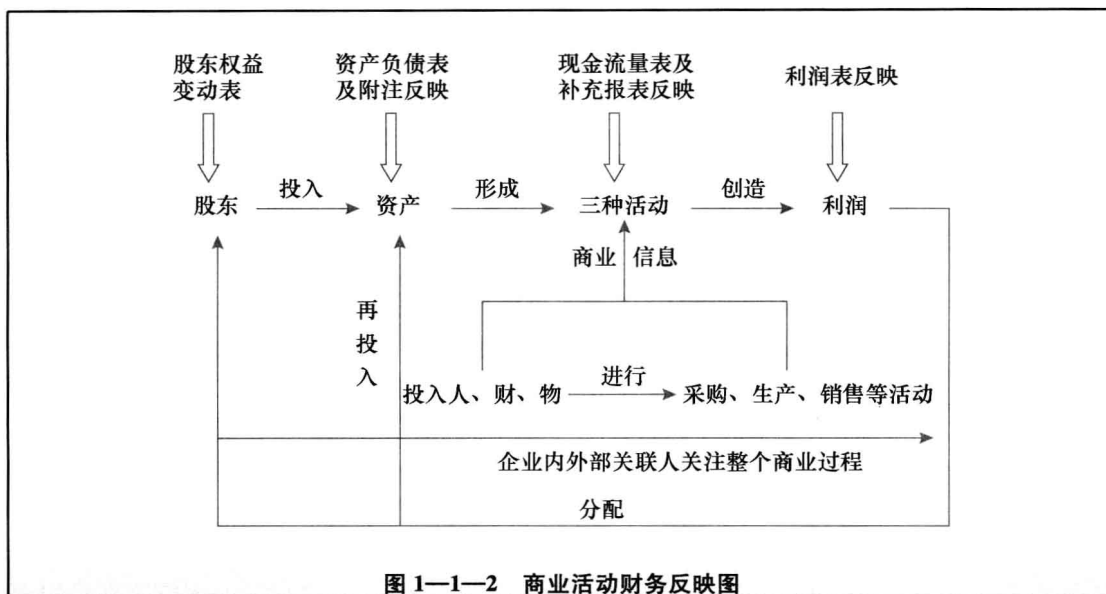 股东权益
变动表
资产负债表
及附注反映
现金流量表及
补充报表反映
利润表反映
股东
投入
资产
形成
三种活动
创造
利润
商业 信息
再
投
入
投入人、财、物
进行
采购、生产、销售等活动
企业内外部关联人关注整个商业过程
分配
图1—1—2 商业活动财务反映图